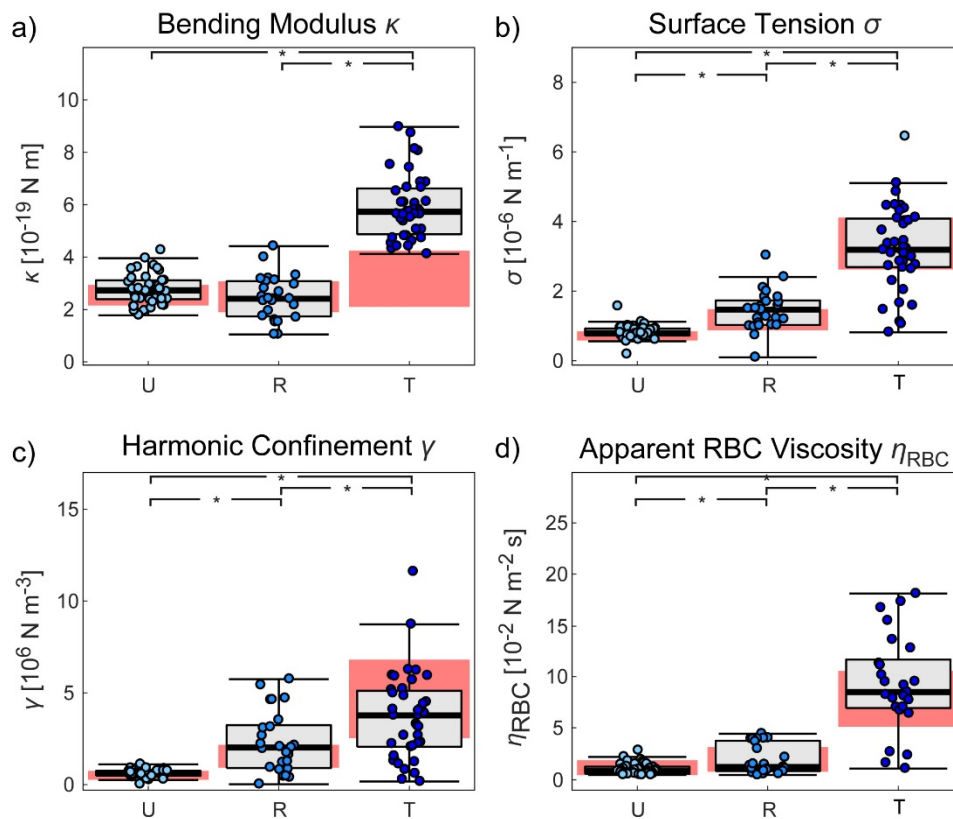 a) Bending Modulus κ
*
*
κ [10⁻¹⁹ N m]
10
8
6
4
2
0
U R T
b) Surface Tension σ
*
* *
σ [10⁻⁶ N m⁻¹]
8
6
4
2
0
U R T
c) Harmonic Confinement γ
*
* *
γ [10⁶ N m⁻³]
15
10
5
0
U R T
d) Apparent RBC Viscosity η_RBC
*
* *
η_RBC [10⁻² N m⁻² s]
25
20
15
10
5
0
U R T